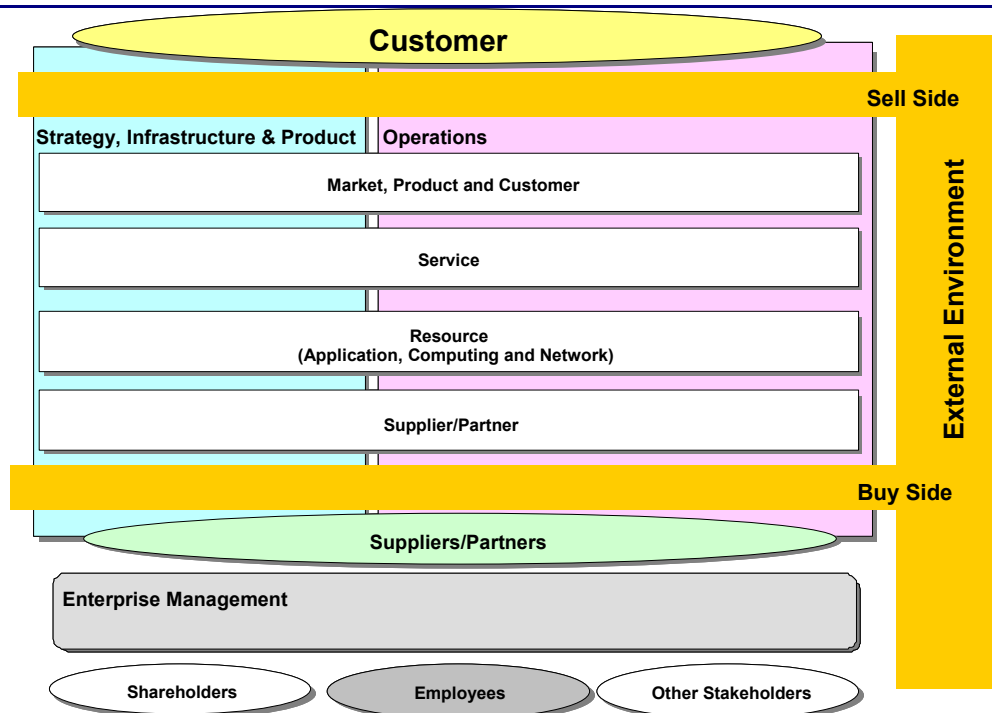 Customer
Sell Side
Strategy, Infrastructure & Product
Operations
Market, Product and Customer
Service
Resource
(Application, Computing and Network)
Supplier/Partner
External Environment
Buy Side
Suppliers/Partners
Enterprise Management
Shareholders
Employees
Other Stakeholders